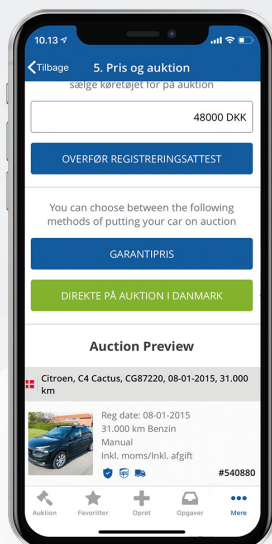 10.13
Tilbage
5. Pris og auktion
sælge køretøjet for på auktion
48000 DKK
OVERFØR REGISTRERINGSATTEST
You can choose between the following
methods of putting your car on auction
GARANTIPRIS
DIREKTE PÅ AUKTION I DANMARK
Auction Preview
Citroen, C4 Cactus, CG87220, 08-01-2015, 31.000
km
Reg date: 08-01-2015
31.000 km Benzin
Manual
Inkl. moms/Inkl. afgift
#540880
Auktion
Favoritter
Opret
Opgaver
Mere